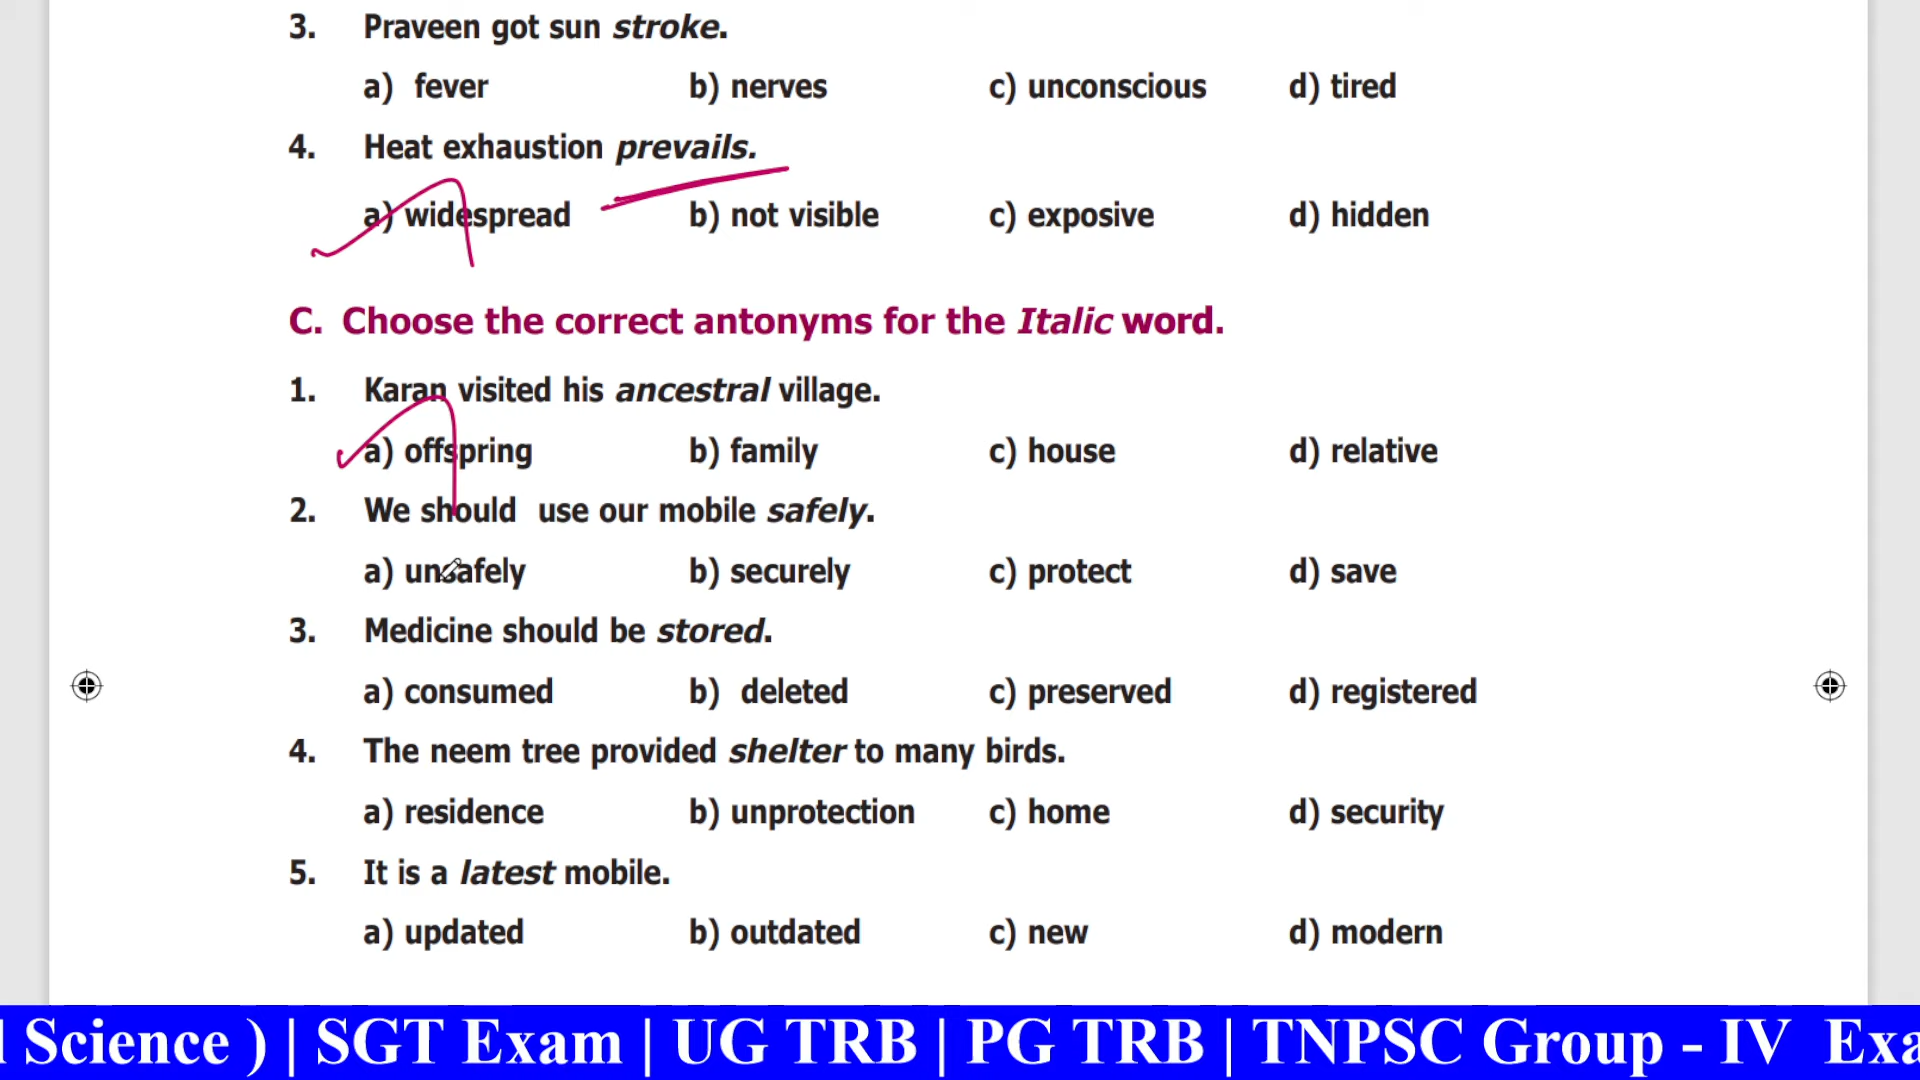 3. Praveen got sun stroke.
a) fever b) nerves c) unconscious d) tired
4. Heat exhaustion prevails.
a) widespread b) not visible c) exposive d) hidden
C. Choose the correct antonyms for the Italic word.
1. Karan visited his ancestral village.
a) offspring b) family c) house d) relative
2. We should use our mobile safely.
a) unsafely b) securely c) protect d) save
3. Medicine should be stored.
a) consumed b) deleted c) preserved d) registered
4. The neem tree provided shelter to many birds.
a) residence b) unprotection c) home d) security
5. It is a latest mobile.
a) updated b) outdated c) new d) modern
Science ) | SGT Exam | UG TRB | PG TRB | TNPSC Group - IV Exa